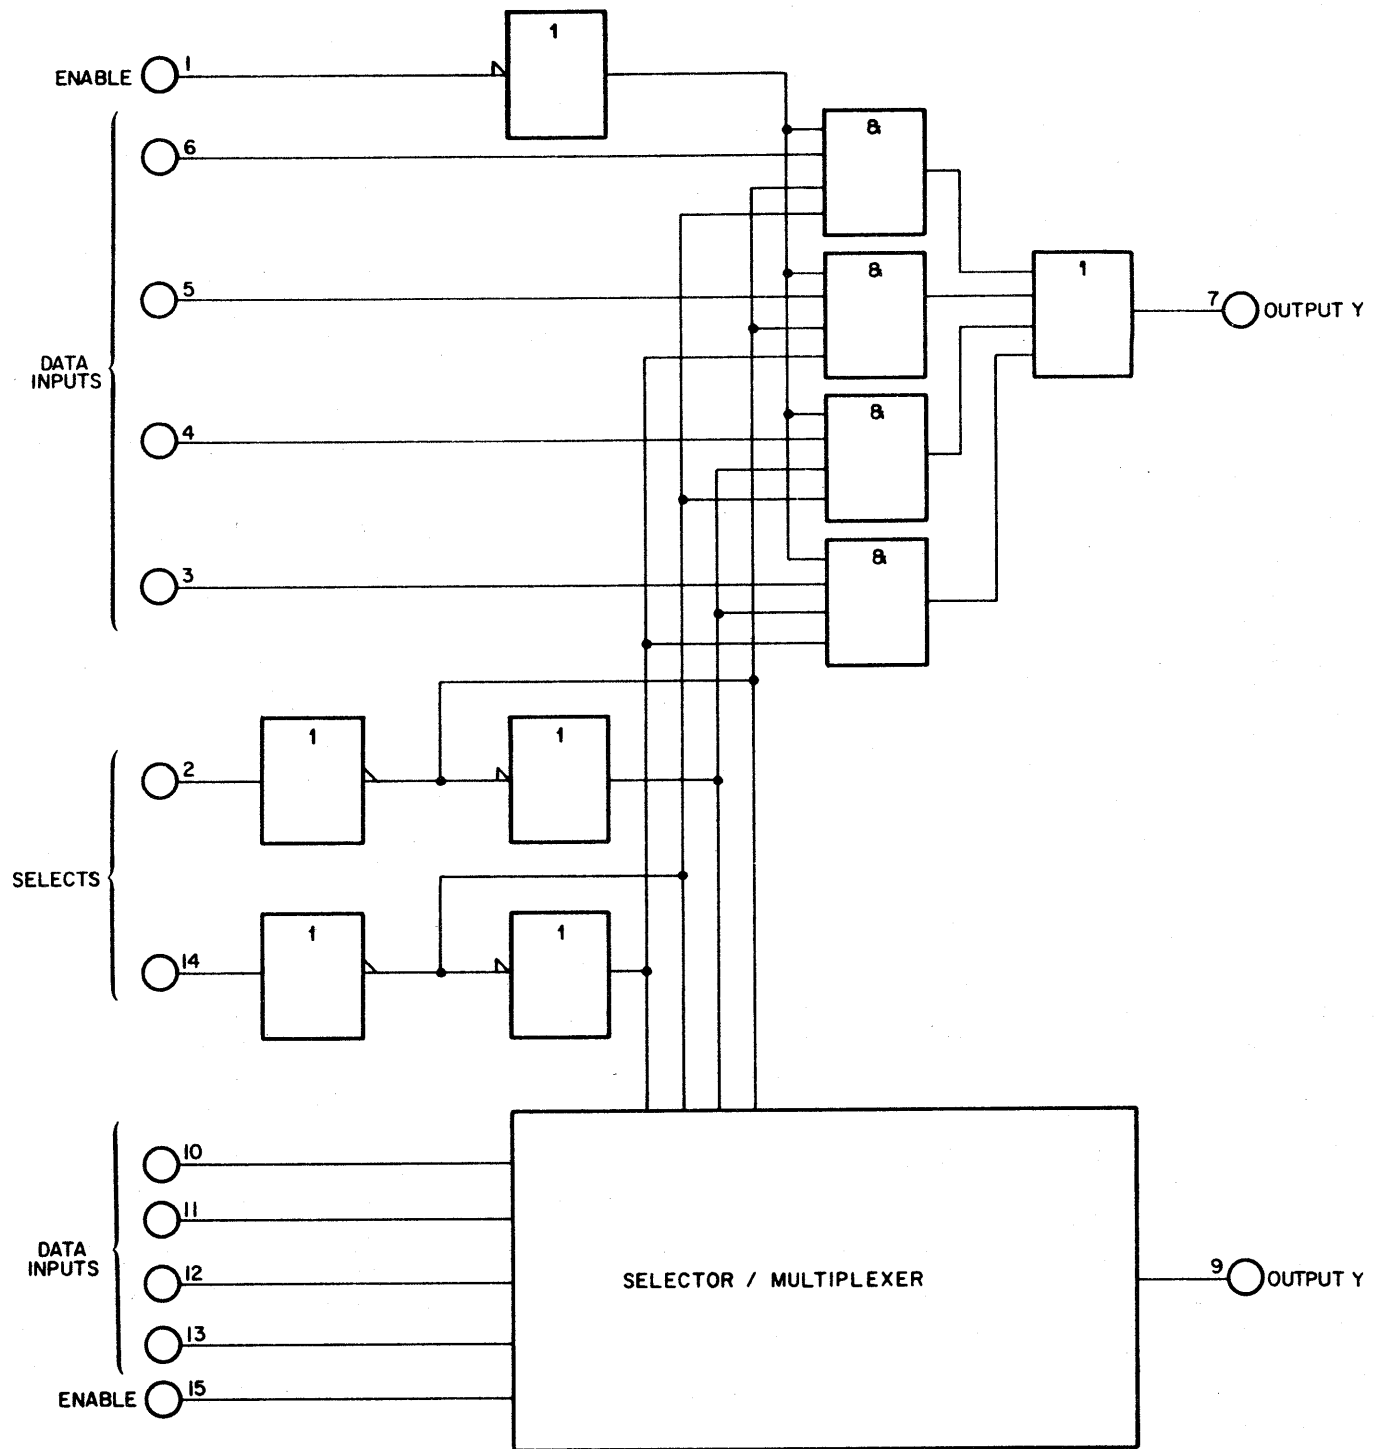 1
ENABLE 1
&
6
&
1
5
7 OUTPUT Y
DATA
INPUTS
&
4
&
3
1
1
2
SELECTS
1
1
14
10
11
DATA
INPUTS
12
SELECTOR / MULTIPLEXER
9 OUTPUT Y
13
ENABLE 15